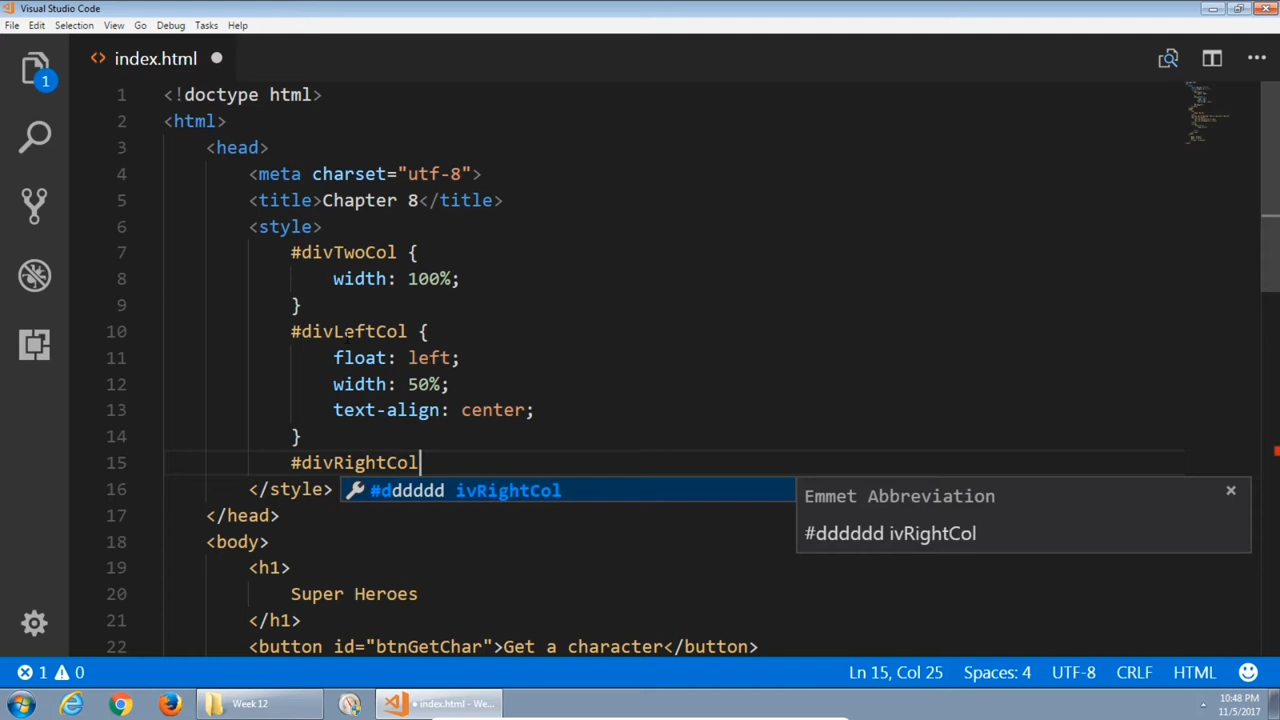 Visual Studio Code
File Edit Selection View Go Debug Tasks Help
1
<> index.html
1 <!doctype html>
2 <html>
3 <head>
4 <meta charset="utf-8">
5 <title>Chapter 8</title>
6 <style>
7 #divTwoCol {
8 width: 100%;
9 }
10 #divLeftCol {
11 float: left;
12 width: 50%;
13 text-align: center;
14 }
15 #divRightCol
16 </style>
#dddddd ivRightCol
Emmet Abbreviation
#dddddd ivRightCol
17 </head>
18 <body>
19 <h1>
20 Super Heroes
21 </h1>
22 <button id="btnGetChar">Get a character</button>
1 0 Ln 15, Col 25 Spaces: 4 UTF-8 CRLF HTML
Week 12
• index.html - We...
10:48 PM
11/5/2017